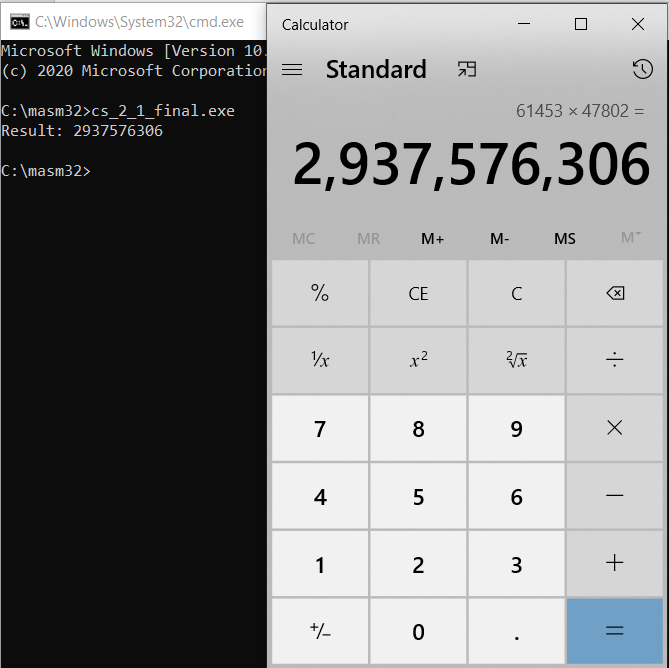 C:\Windows\System32\cmd.exe
Microsoft Windows [Version 10.
(c) 2020 Microsoft Corporation
C:\masm32>cs_2_1_final.exe
Result: 2937576306
C:\masm32>
Calculator
Standard
61453 × 47802 =
2,937,576,306
MC MR M+ M- MS M˅
% CE C
¹/x x² ²√x ÷
7 8 9 ×
4 5 6 −
1 2 3 +
+/− 0 . =